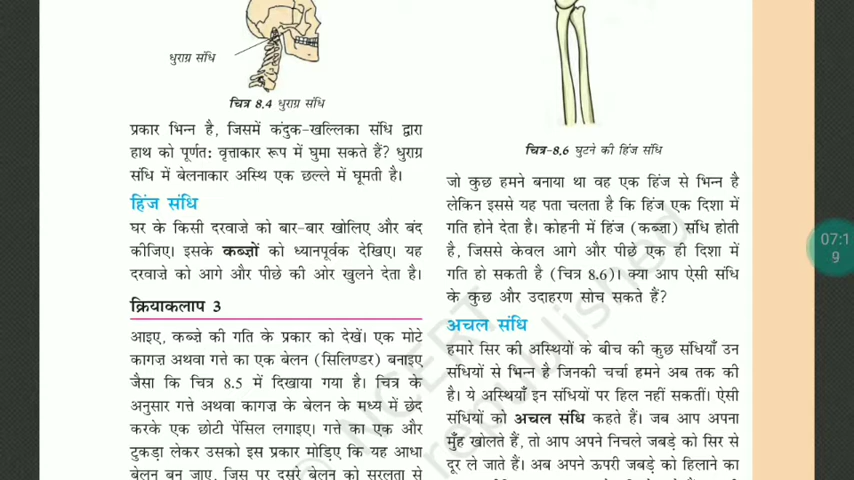 धुराग्र संधि
चित्र 8.4 धुराग्र संधि
प्रकार भिन्न है, जिसमें कंदुक-खल्लिका संधि द्वारा
हाथ को पूर्णत: वृत्ताकार रूप में घुमा सकते हैं? धुराग्र
संधि में बेलनाकार अस्थि एक छल्ले में घूमती है।
हिंज संधि
घर के किसी दरवाज़े को बार-बार खोलिए और बंद
कीजिए। इसके कब्ज़ों को ध्यानपूर्वक देखिए। यह
दरवाज़े को आगे और पीछे की ओर खुलने देता है।
क्रियाकलाप 3
आइए, कब्ज़े की गति के प्रकार को देखें। एक मोटे
कागज़ अथवा गत्ते का एक बेलन (सिलिण्डर) बनाइए
जैसा कि चित्र 8.5 में दिखाया गया है। चित्र के
अनुसार गत्ते अथवा कागज़ के बेलन के मध्य में छेद
करके एक छोटी पेंसिल लगाइए। गत्ते का एक और
टुकड़ा लेकर उसको इस प्रकार मोड़िए कि यह आधा
बेलन बन जाए, जिस पर दूसरे बेलन को सरलता से
चित्र-8.6 घुटने की हिंज संधि
जो कुछ हमने बनाया था वह एक हिंज से भिन्न है
लेकिन इससे यह पता चलता है कि हिंज एक दिशा में
गति होने देता है। कोहनी में हिंज (कब्ज़ा) संधि होती
है, जिससे केवल आगे और पीछे एक ही दिशा में
गति हो सकती है (चित्र 8.6)। क्या आप ऐसी संधि
के कुछ और उदाहरण सोच सकते हैं?
अचल संधि
हमारे सिर की अस्थियों के बीच की कुछ संधियाँ उन
संधियों से भिन्न है जिनकी चर्चा हमने अब तक की
है। ये अस्थियाँ इन संधियों पर हिल नहीं सकतीं। ऐसी
संधियों को अचल संधि कहते हैं। जब आप अपना
मुँह खोलते हैं, तो आप अपने निचले जबड़े को सिर से
दूर ले जाते हैं। अब अपने ऊपरी जबड़े को हिलाने का
07:1
9
© NCERT
republished